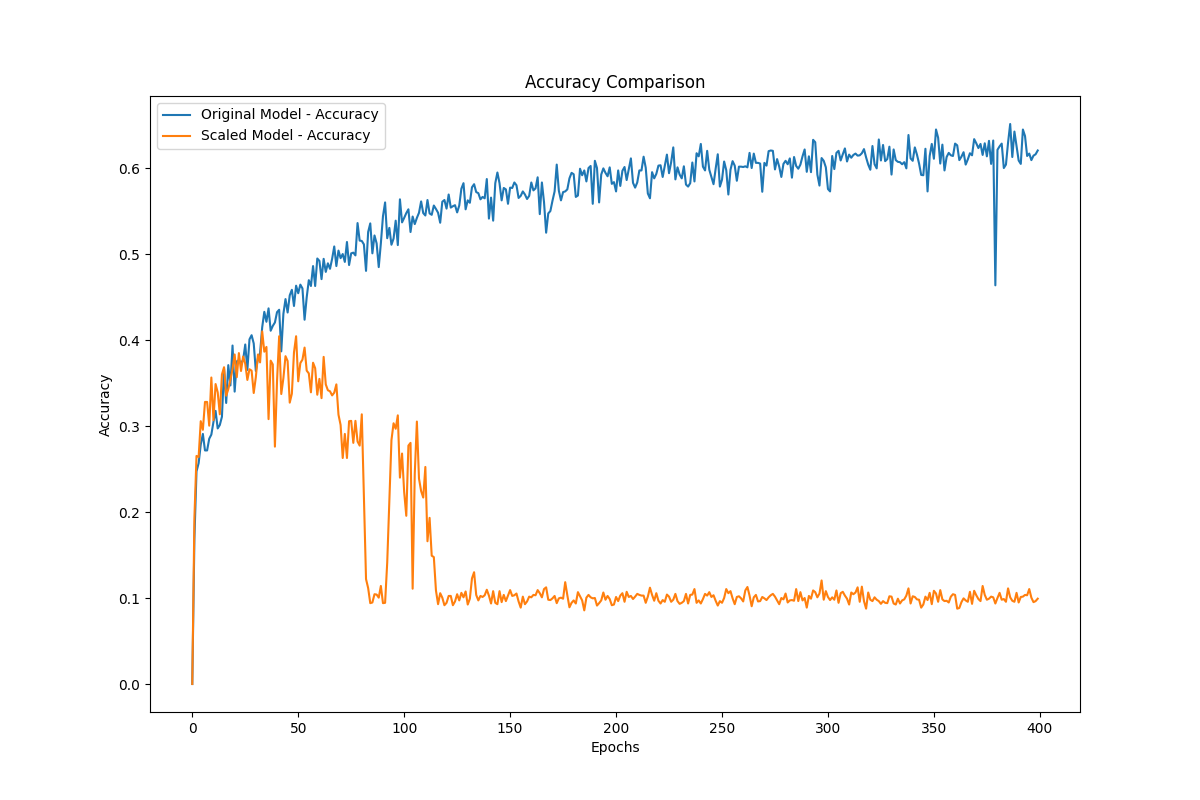 Accuracy Comparison
Original Model - Accuracy
Scaled Model - Accuracy
Accuracy
0.6
0.5
0.4
0.3
0.2
0.1
0.0
0 50 100 150 200 250 300 350 400
Epochs